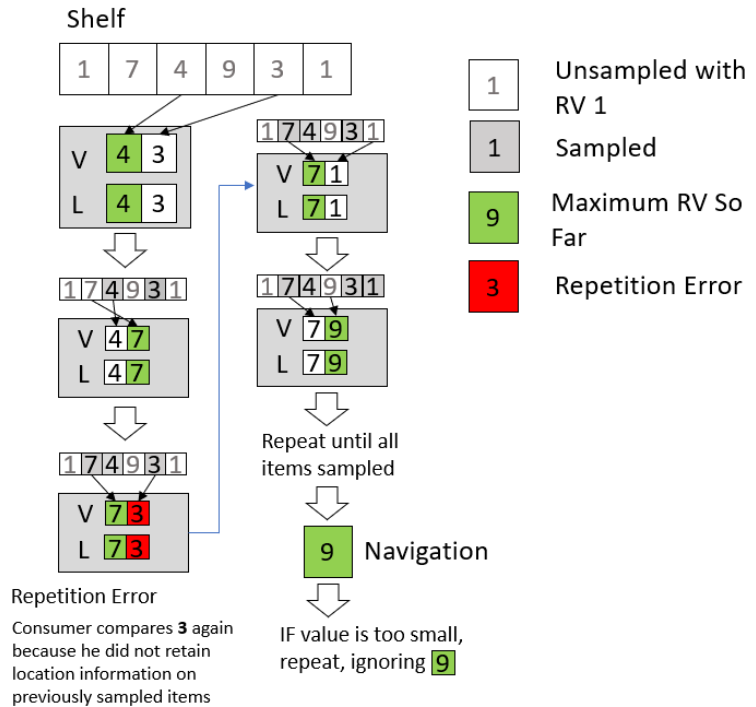 Shelf
1 7 4 9 3 1
V 4 3
L 4 3
1 7 4 9 3 1
V 4 7
L 4 7
1 7 4 9 3 1
V 7 3
L 7 3
Repetition Error
Consumer compares 3 again
because he did not retain
location information on
previously sampled items
1 7 4 9 3 1
V 7 1
L 7 1
1 7 4 9 3 1
V 7 9
L 7 9
Repeat until all
items sampled
9 Navigation
IF value is too small,
repeat, ignoring 9
1 Unsampled with
RV 1
1 Sampled
9 Maximum RV So
Far
3 Repetition Error